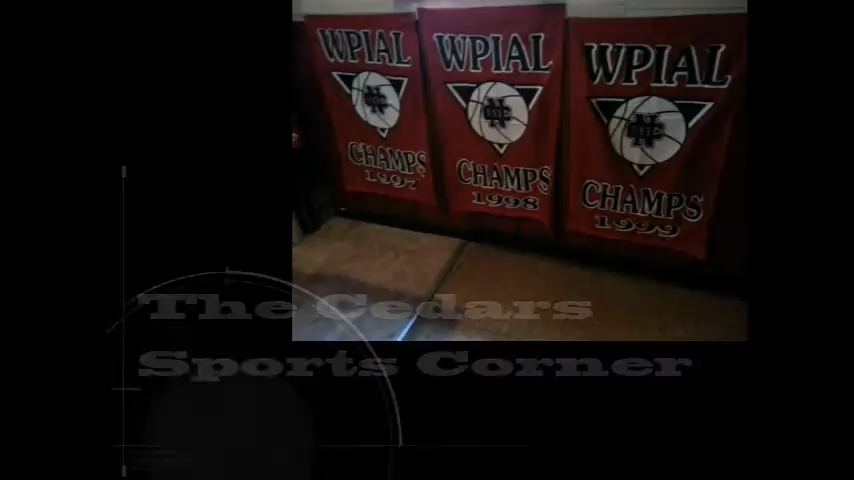 WPIAL
N
CHAMPS
1997
WPIAL
N
CHAMPS
1998
WPIAL
N
CHAMPS
1999
The Cedars
Sports Corner